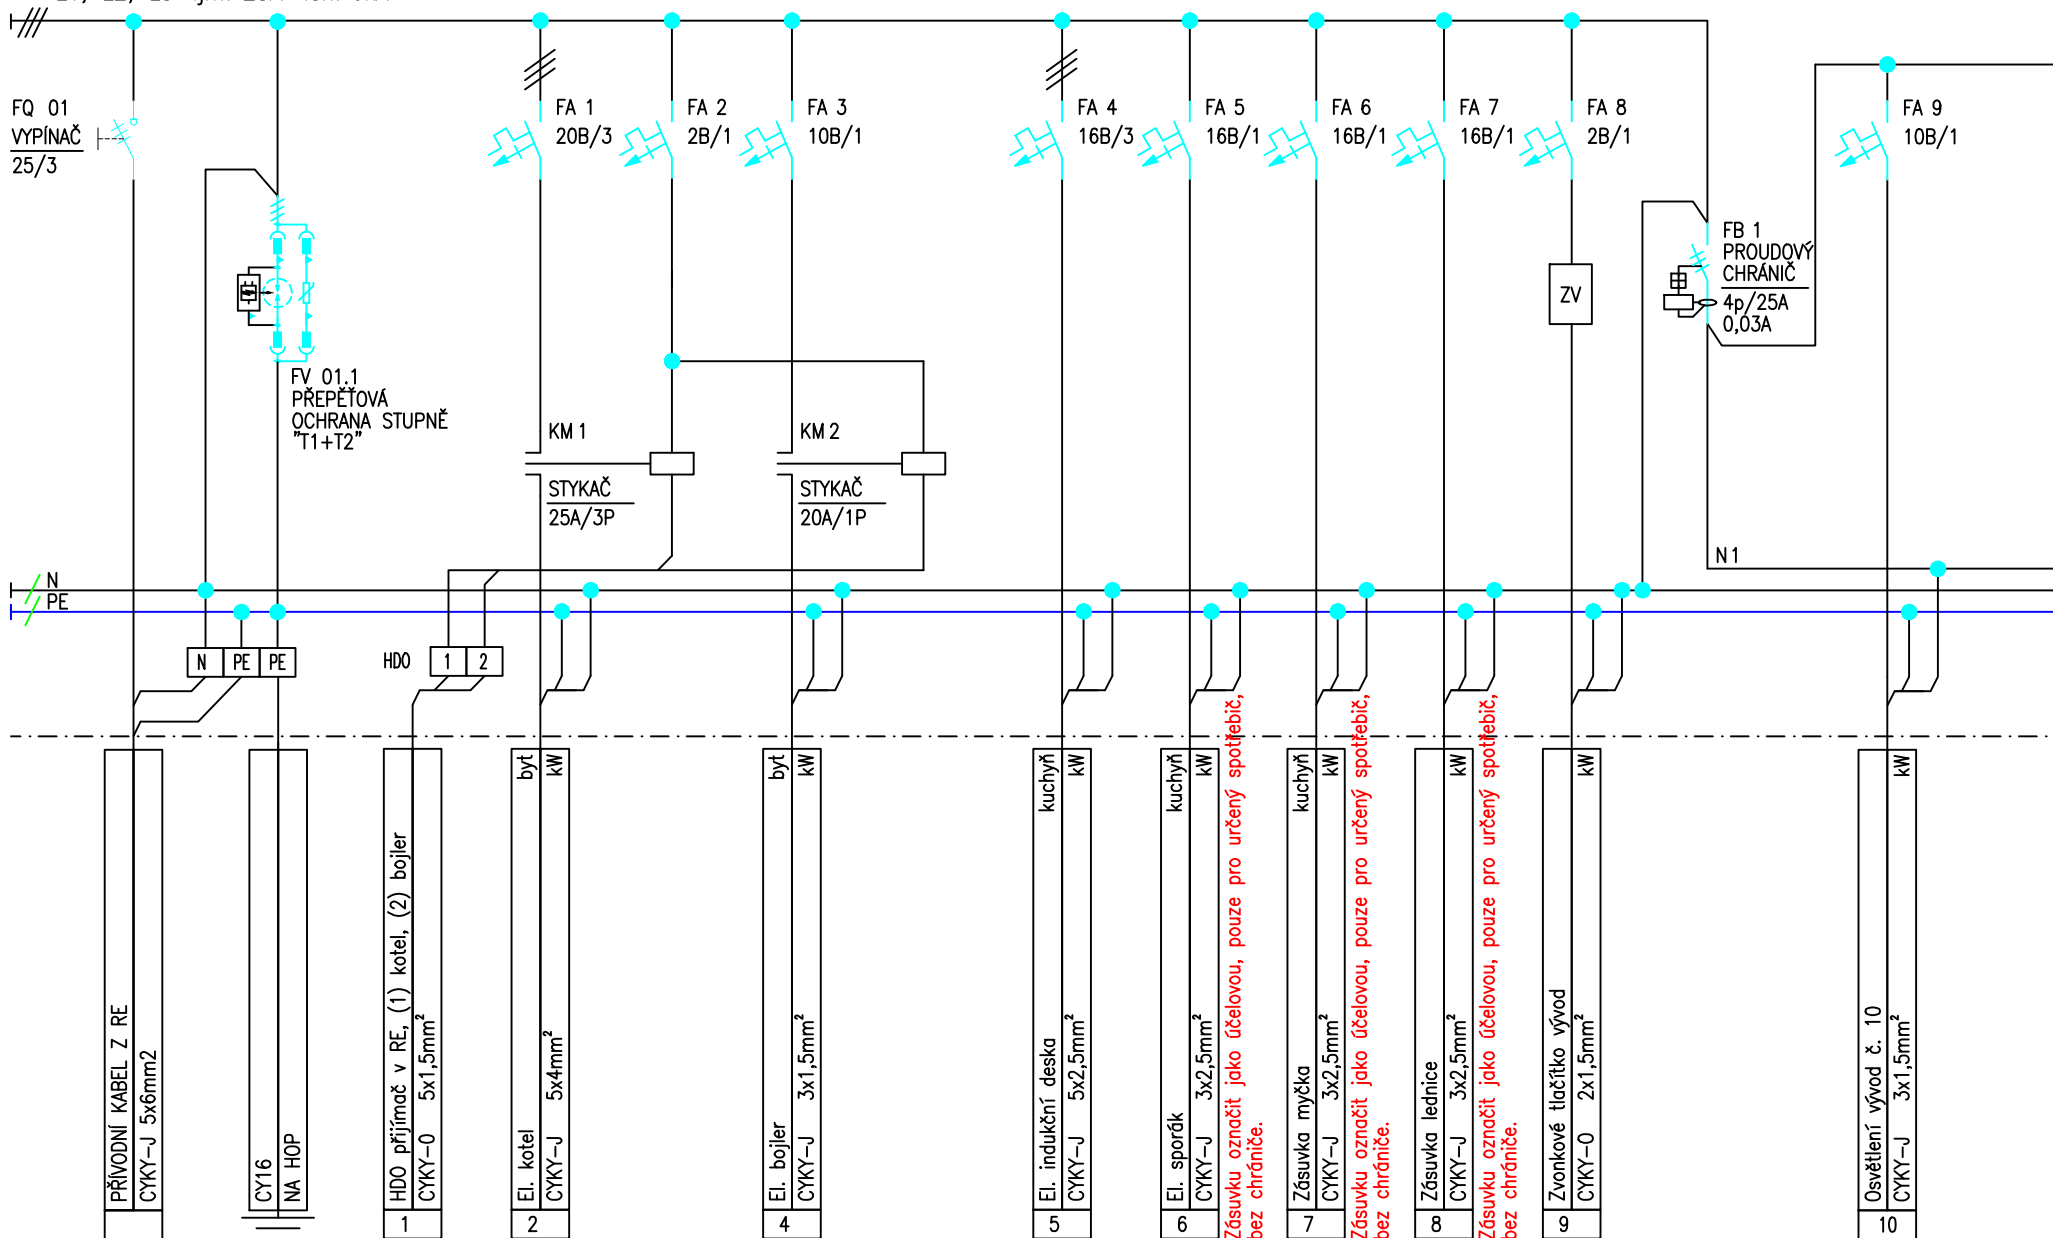 FQ 01
VYPÍNAČ
25/3
FA 1
20B/3
FA 2
2B/1
FA 3
10B/1
FA 4
16B/3
FA 5
16B/1
FA 6
16B/1
FA 7
16B/1
FA 8
2B/1
FA 9
10B/1
FB 1
PROUDOVÝ
CHRÁNIČ
4p/25A
0,03A
ZV
FV 01.1
PŘEPĚŤOVÁ
OCHRANA STUPNĚ
"T1+T2"
KM 1
STYKAČ
25A/3P
KM 2
STYKAČ
20A/1P
N 1
N
PE
N PE PE
HDO 1 2
PŘÍVODNÍ KABEL Z RE
CYKY-J 5x6mm2
CY16
NA HOP
HDO přijímač v RE, (1) kotel, (2) bojler
CYKY-O 5x1,5mm²
1
El. kotel byt
CYKY-J 5x4mm² kW
2
El. bojler byt
CYKY-J 3x1,5mm² kW
4
El. indukční deska kuchyň
CYKY-J 5x2,5mm² kW
5
El. sporák kuchyň
CYKY-J 3x2,5mm² kW
6
Zásuvku označit jako účelovou, pouze pro určený spotřebič,
bez chrániče.
Zásuvka myčka kuchyň
CYKY-J 3x2,5mm² kW
7
Zásuvku označit jako účelovou, pouze pro určený spotřebič,
bez chrániče.
Zásuvka lednice
CYKY-J 3x2,5mm² kW
8
Zásuvku označit jako účelovou, pouze pro určený spotřebič,
bez chrániče.
Zvonkové tlačítko vývod
CYKY-O 2x1,5mm² kW
9
Osvětlení vývod č. 10
CYKY-J 3x1,5mm² kW
10